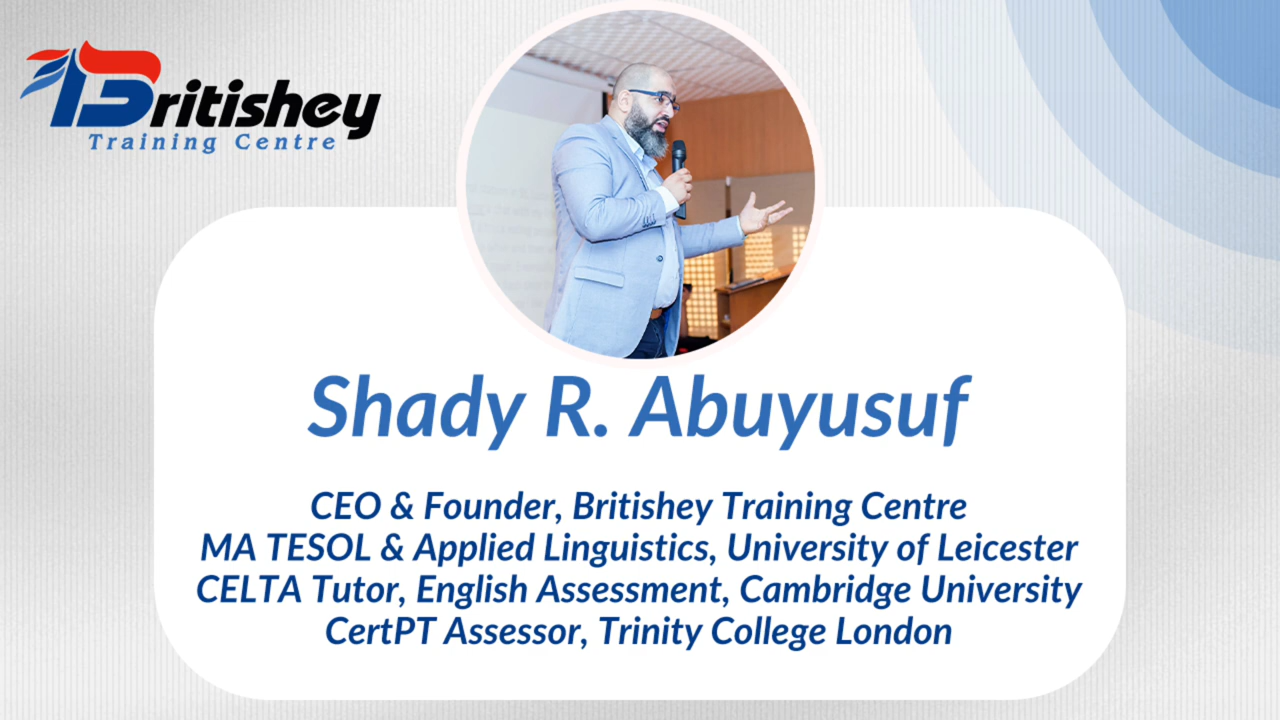 Britishey
Training Centre
Shady R. Abuyusuf
CEO & Founder, Britishey Training Centre
MA TESOL & Applied Linguistics, University of Leicester
CELTA Tutor, English Assessment, Cambridge University
CertPT Assessor, Trinity College London